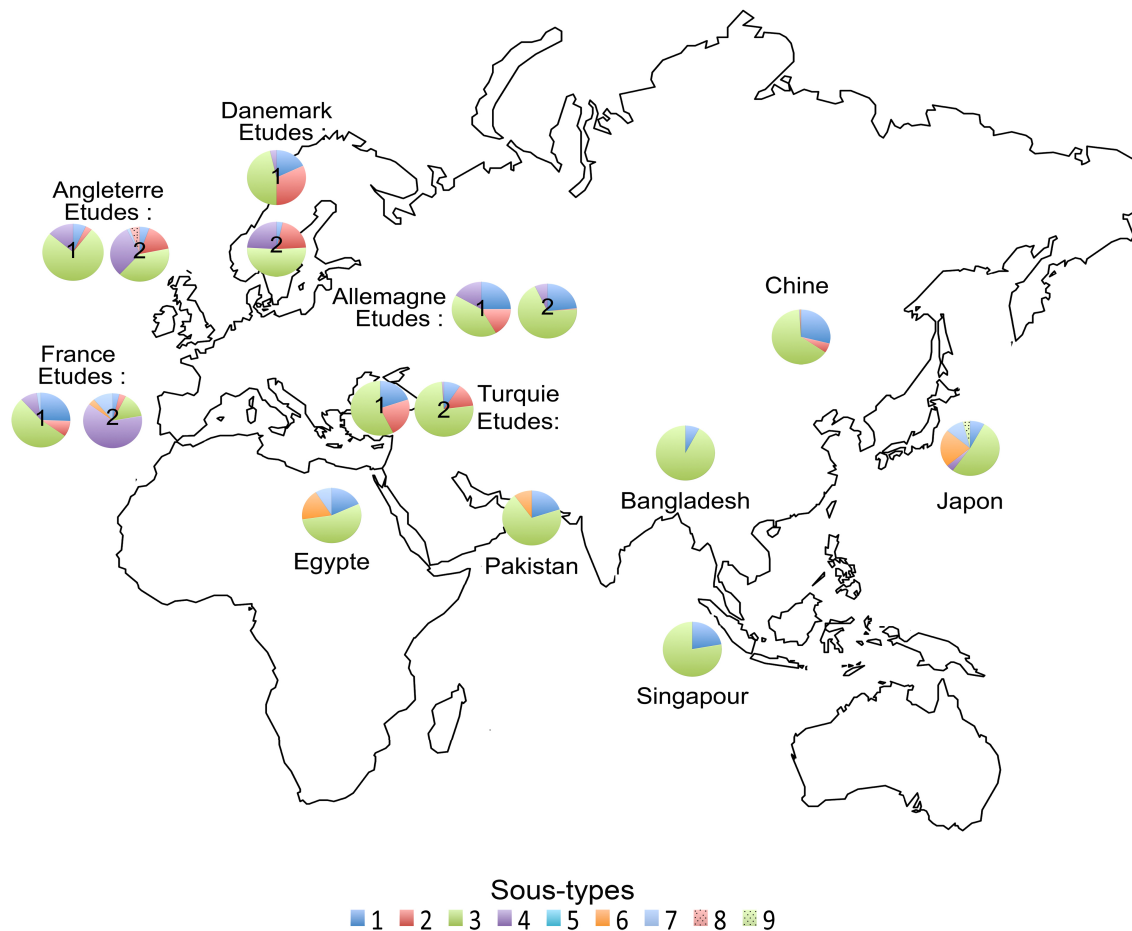 Danemark
Etudes :
1
2
Angleterre
Etudes :
1 2
Allemagne
Etudes :
1 2
Chine
France
Etudes :
1 2
Turquie
Etudes:
1 2
Bangladesh
Japon
Egypte
Pakistan
Singapour
Sous-types
1 2 3 4 5 6 7 8 9